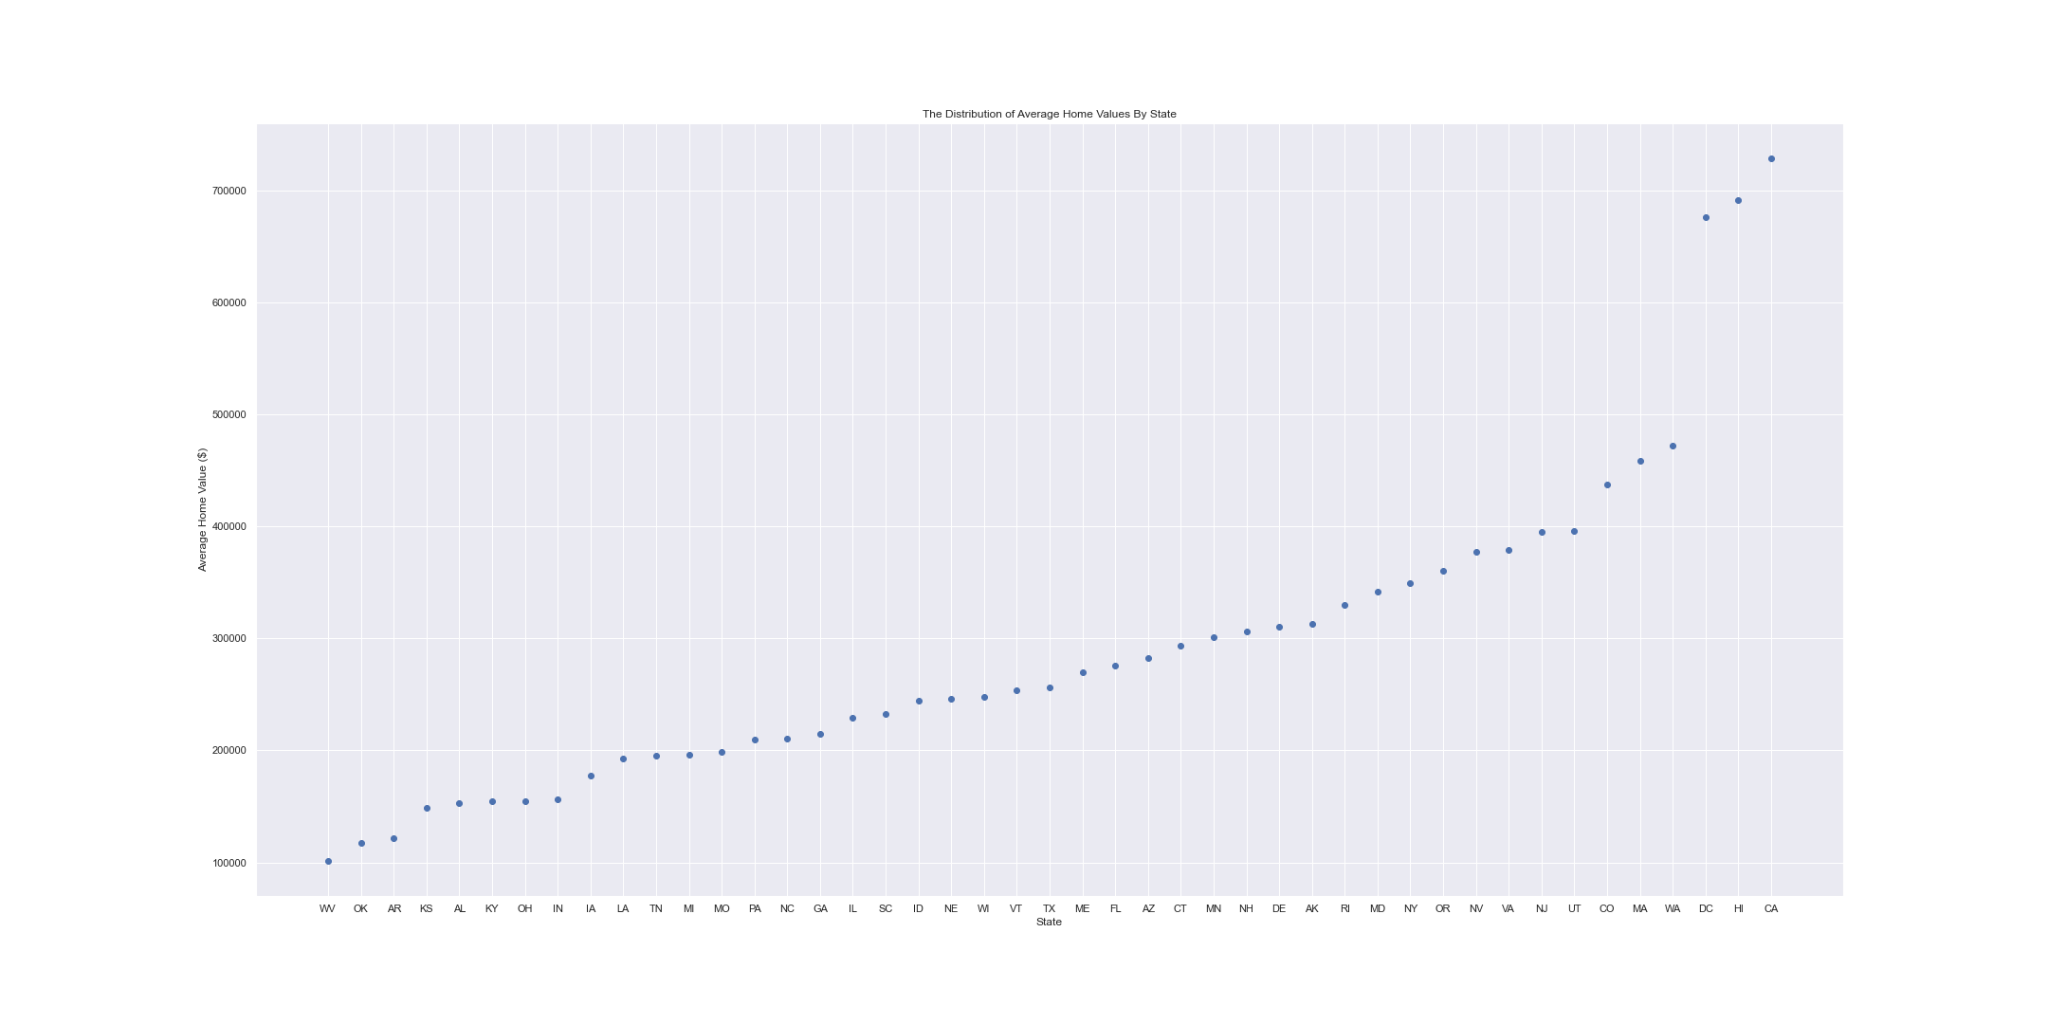 The Distribution of Average Home Values By State
700000
600000
500000
400000
300000
200000
100000
Average Home Value ($)
WV OK AR KS AL KY OH IN IA LA TN MI MO PA NC GA IL SC ID NE WI VT TX ME FL AZ CT MN NH DE AK RI MD NY OR NV VA NJ UT CO MA WA DC HI CA
State